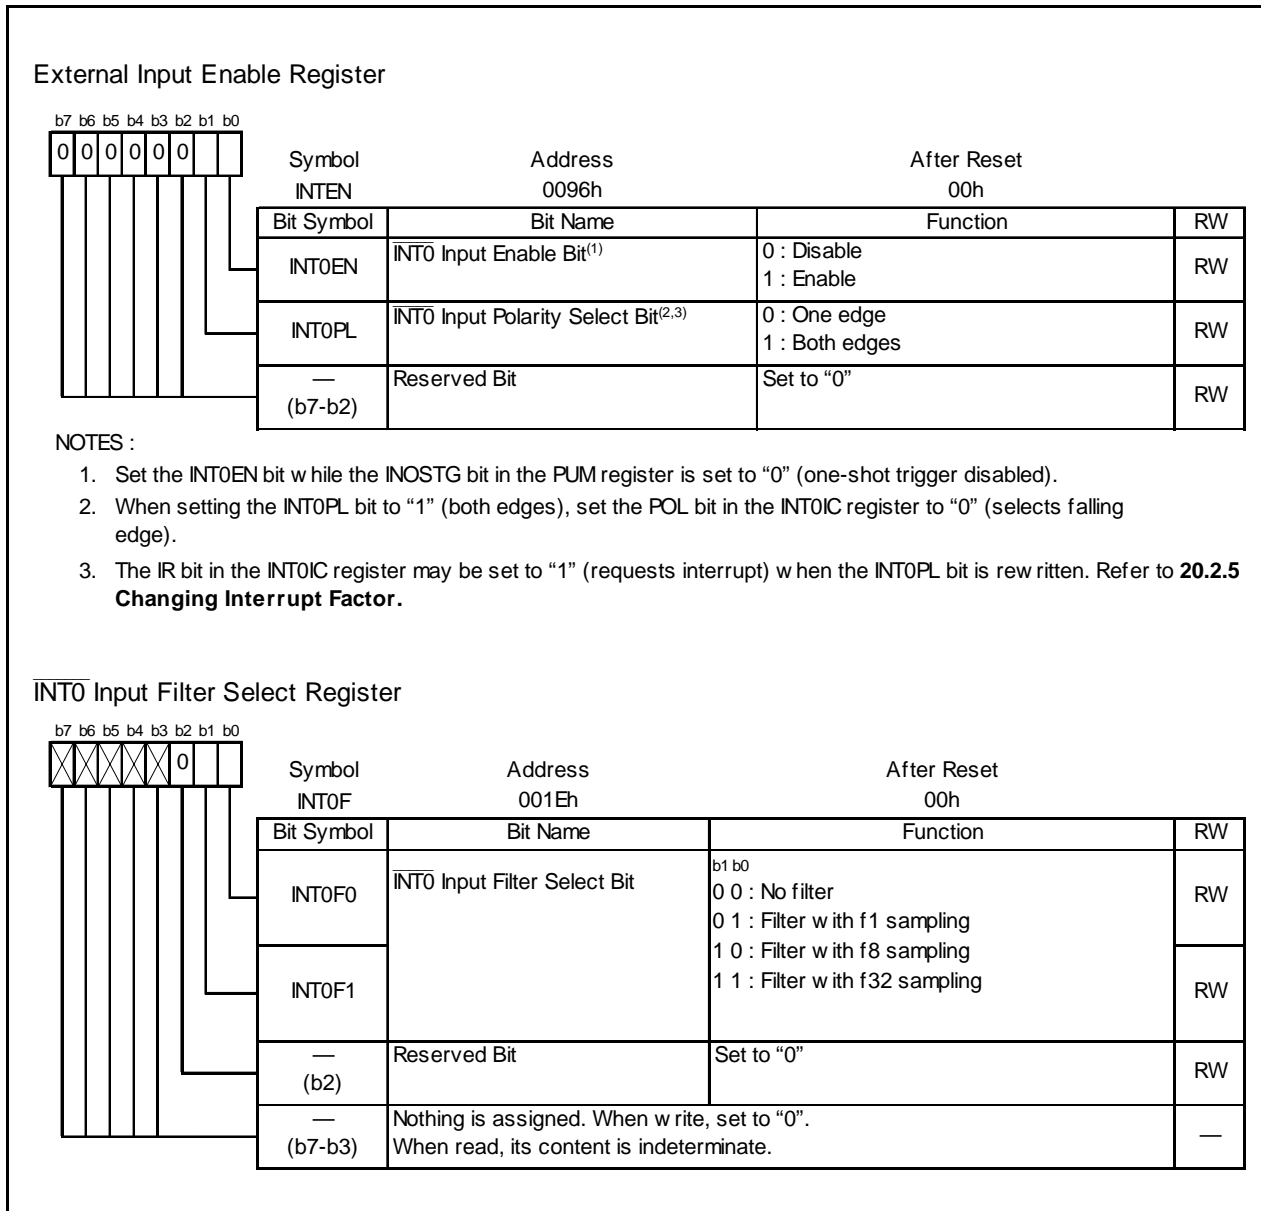 External Input Enable Register
b7 b6 b5 b4 b3 b2 b1 b0
0 0 0 0 0 0
Symbol Address After Reset
INTEN 0096h 00h
Bit Symbol Bit Name Function RW
INT0EN INT0 Input Enable Bit(1) 0 : Disable RW
1 : Enable
INT0PL INT0 Input Polarity Select Bit(2,3) 0 : One edge RW
1 : Both edges
— Reserved Bit Set to “0” RW
(b7-b2)
NOTES :
1. Set the INT0EN bit while the INOSTG bit in the PUM register is set to “0” (one-shot trigger disabled).
2. When setting the INT0PL bit to “1” (both edges), set the POL bit in the INT0IC register to “0” (selects falling
edge).
3. The IR bit in the INT0IC register may be set to “1” (requests interrupt) when the INT0PL bit is rewritten. Refer to 20.2.5
Changing Interrupt Factor.
INT0 Input Filter Select Register
b7 b6 b5 b4 b3 b2 b1 b0
0
Symbol Address After Reset
INT0F 001Eh 00h
Bit Symbol Bit Name Function RW
INT0F0 INT0 Input Filter Select Bit b1 b0 RW
0 0 : No filter
0 1 : Filter with f1 sampling
1 0 : Filter with f8 sampling
INT0F1 1 1 : Filter with f32 sampling RW
— Reserved Bit Set to “0” RW
(b2)
— Nothing is assigned. When write, set to “0”. —
(b7-b3) When read, its content is indeterminate.